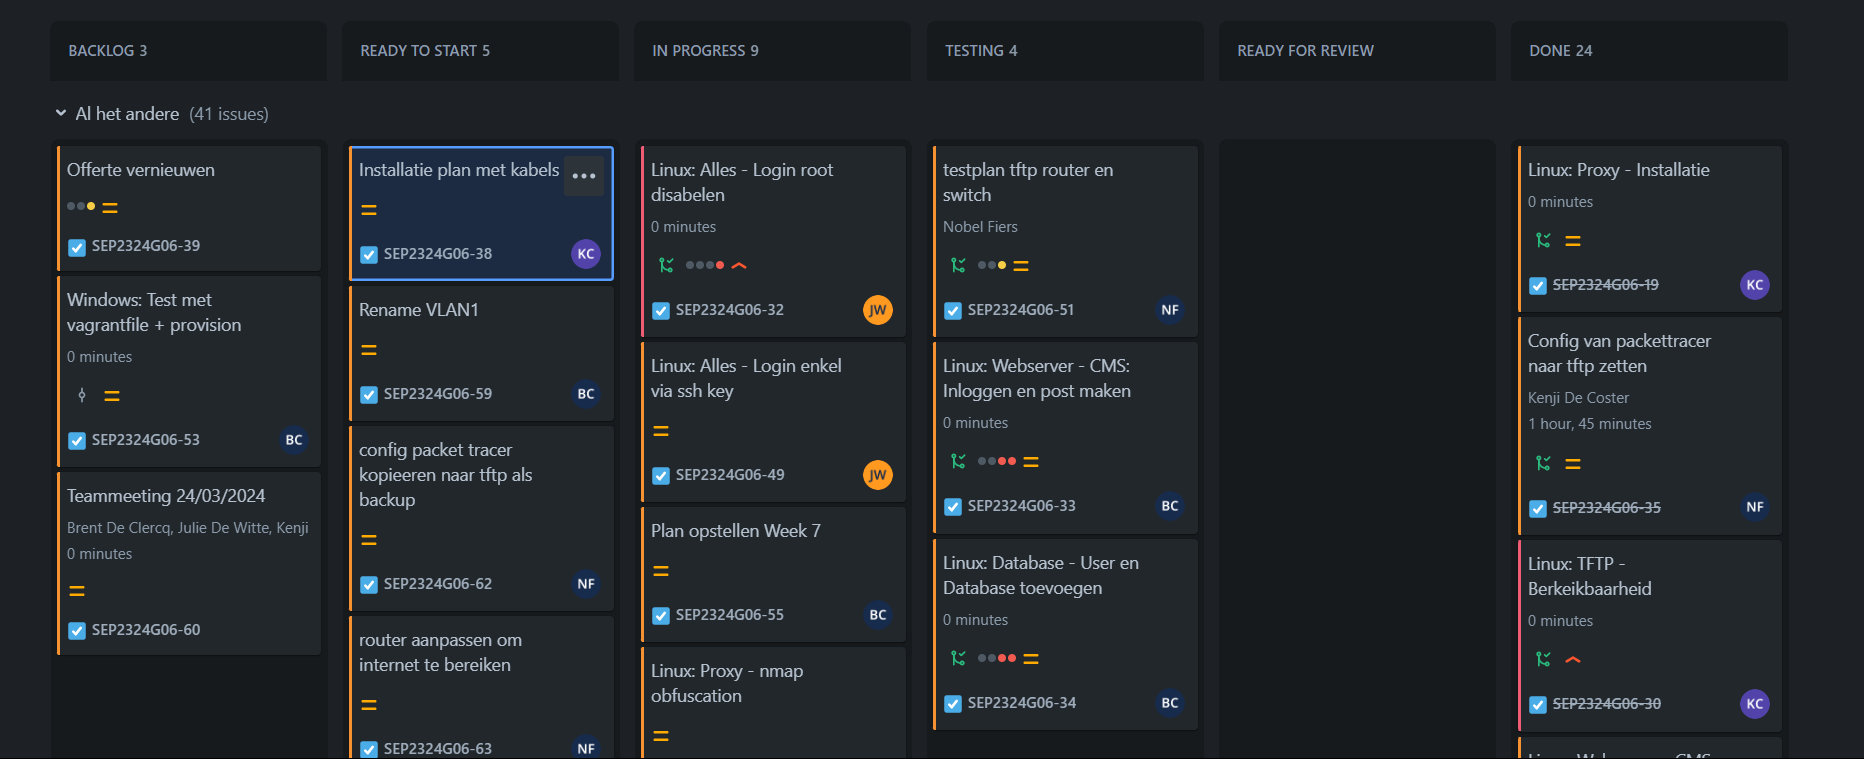 BACKLOG 3
READY TO START 5
IN PROGRESS 9
TESTING 4
READY FOR REVIEW
DONE 24
Al het andere (41 issues)
Offerte vernieuwen
SEP2324G06-39
Windows: Test met
vagrantfile + provision
0 minutes
SEP2324G06-53
BC
Teammeeting 24/03/2024
Brent De Clercq, Julie De Witte, Kenji
0 minutes
SEP2324G06-60
Installatie plan met kabels
SEP2324G06-38
KC
Rename VLAN1
SEP2324G06-59
BC
config packet tracer
kopieeren naar tftp als
backup
SEP2324G06-62
NF
router aanpassen om
internet te bereiken
SEP2324G06-63
NF
Linux: Alles - Login root
disabelen
0 minutes
SEP2324G06-32
JW
Linux: Alles - Login enkel
via ssh key
SEP2324G06-49
JW
Plan opstellen Week 7
SEP2324G06-55
BC
Linux: Proxy - nmap
obfuscation
testplan tftp router en
switch
Nobel Fiers
SEP2324G06-51
NF
Linux: Webserver - CMS:
Inloggen en post maken
0 minutes
SEP2324G06-33
BC
Linux: Database - User en
Database toevoegen
0 minutes
SEP2324G06-34
BC
Linux: Proxy - Installatie
0 minutes
SEP2324G06-19
KC
Config van packettracer
naar tftp zetten
Kenji De Coster
1 hour, 45 minutes
SEP2324G06-35
NF
Linux: TFTP -
Berkeikbaarheid
0 minutes
SEP2324G06-30
KC